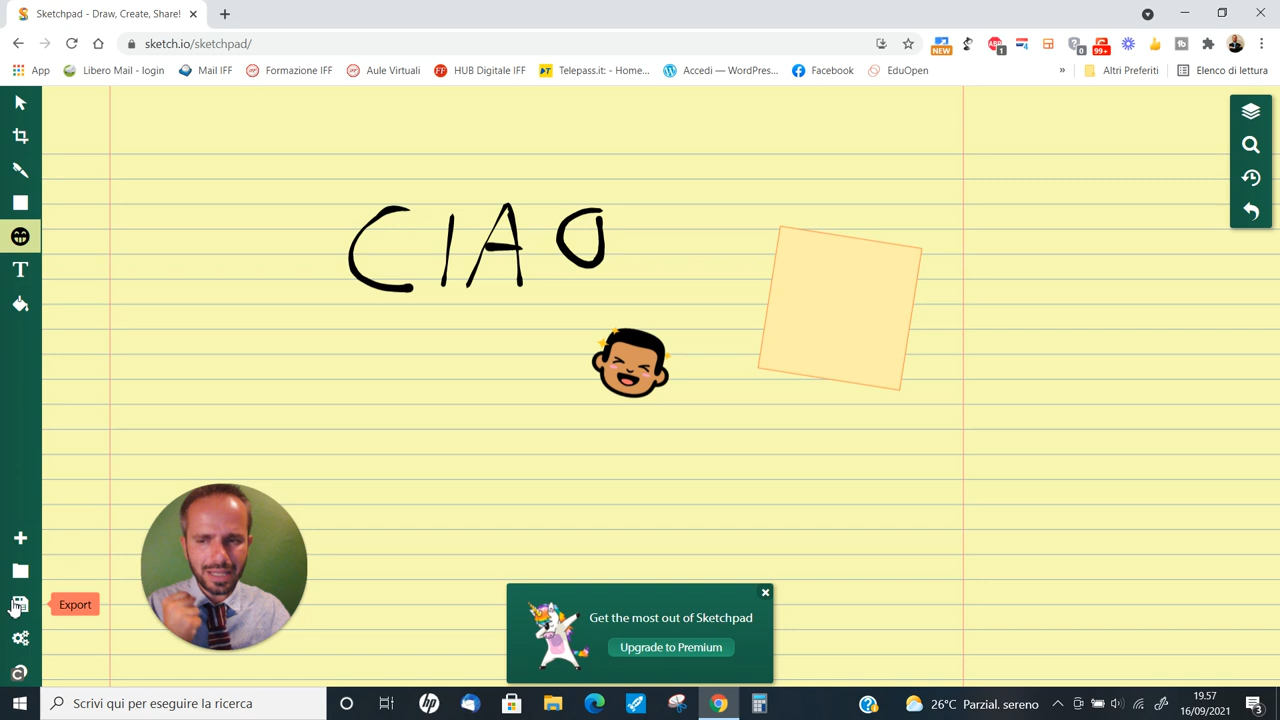 Sketchpad - Draw, Create, Share!
sketch.io/sketchpad/
NEW
1
0
99+
App
Libero Mail - login
Mail IFF
Formazione IFF
Aule Virtuali
HUB Digitale IFF
Telepass.it: - Home...
Accedi — WordPres...
Facebook
EduOpen
»
Altri Preferiti
Elenco di lettura
T
CIAO
Export
Get the most out of Sketchpad
Upgrade to Premium
Scrivi qui per eseguire la ricerca
26°C Parzial. sereno
19.57
16/09/2021